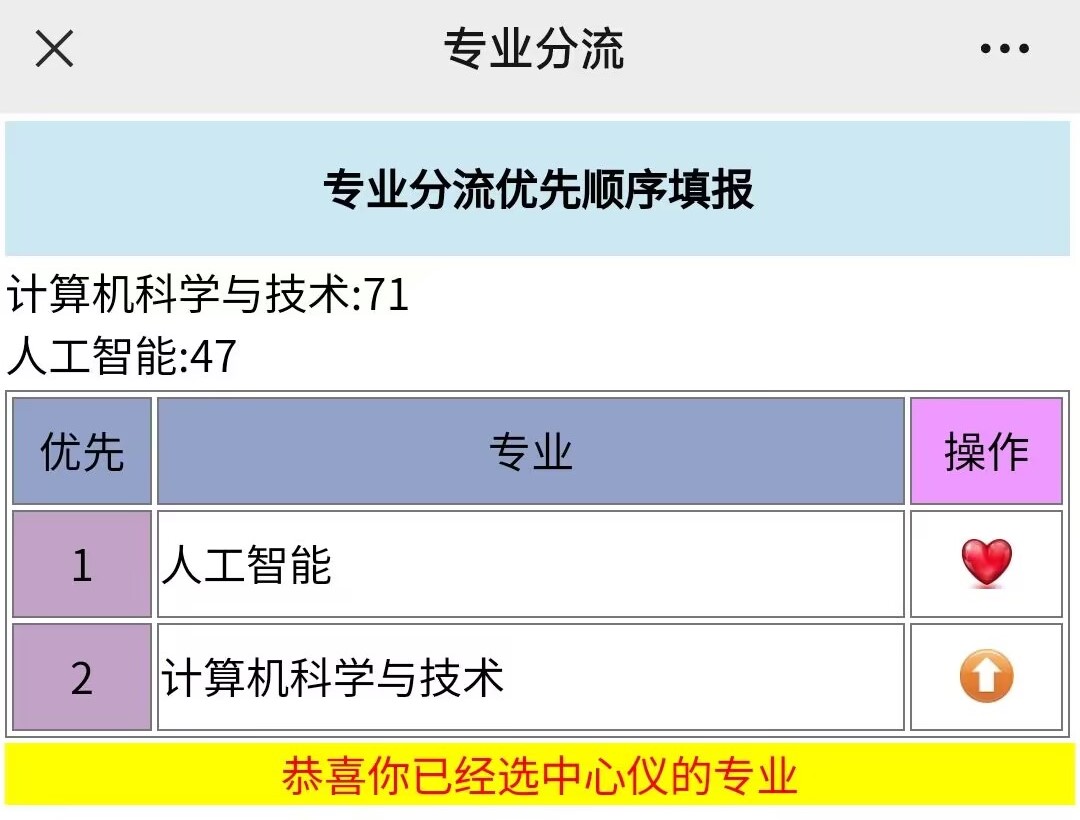 专业分流
专业分流优先顺序填报
计算机科学与技术:71
人工智能:47
优先 专业 操作
1 人工智能
2 计算机科学与技术
恭喜你已经选中心仪的专业